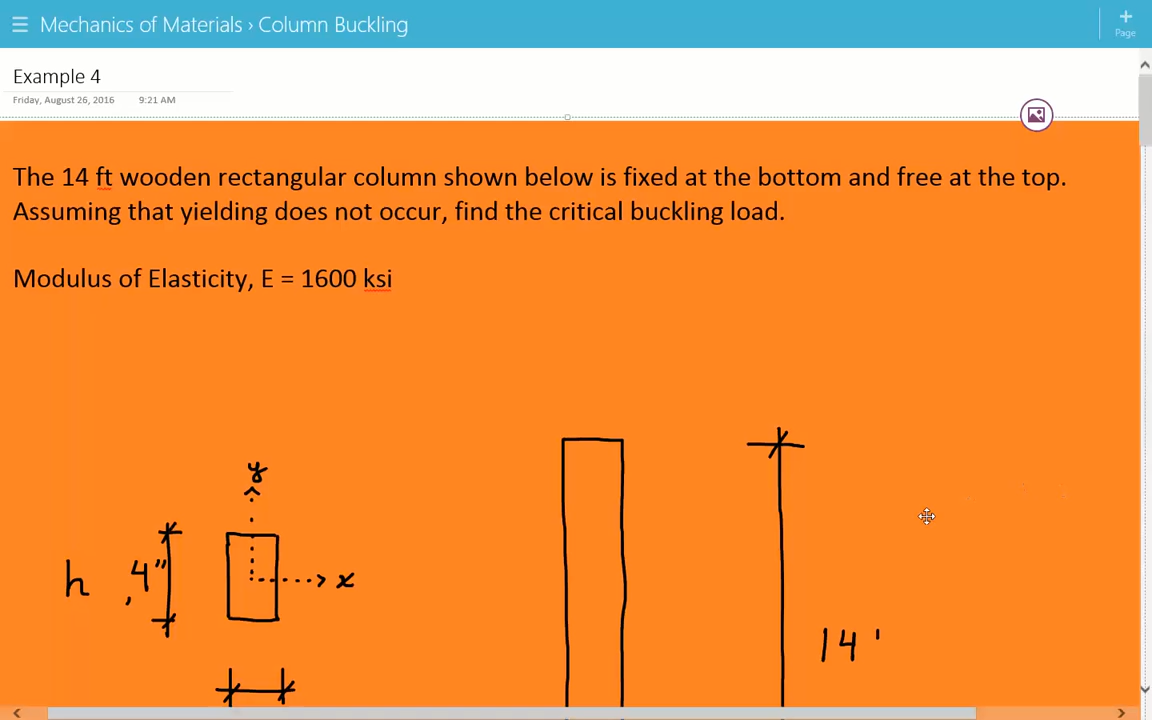 Mechanics of Materials › Column Buckling
Page
Example 4
Friday, August 26, 2016 9:21 AM
The 14 ft wooden rectangular column shown below is fixed at the bottom and free at the top.
Assuming that yielding does not occur, find the critical buckling load.
Modulus of Elasticity, E = 1600 ksi
y
h , 4"
x
14 '